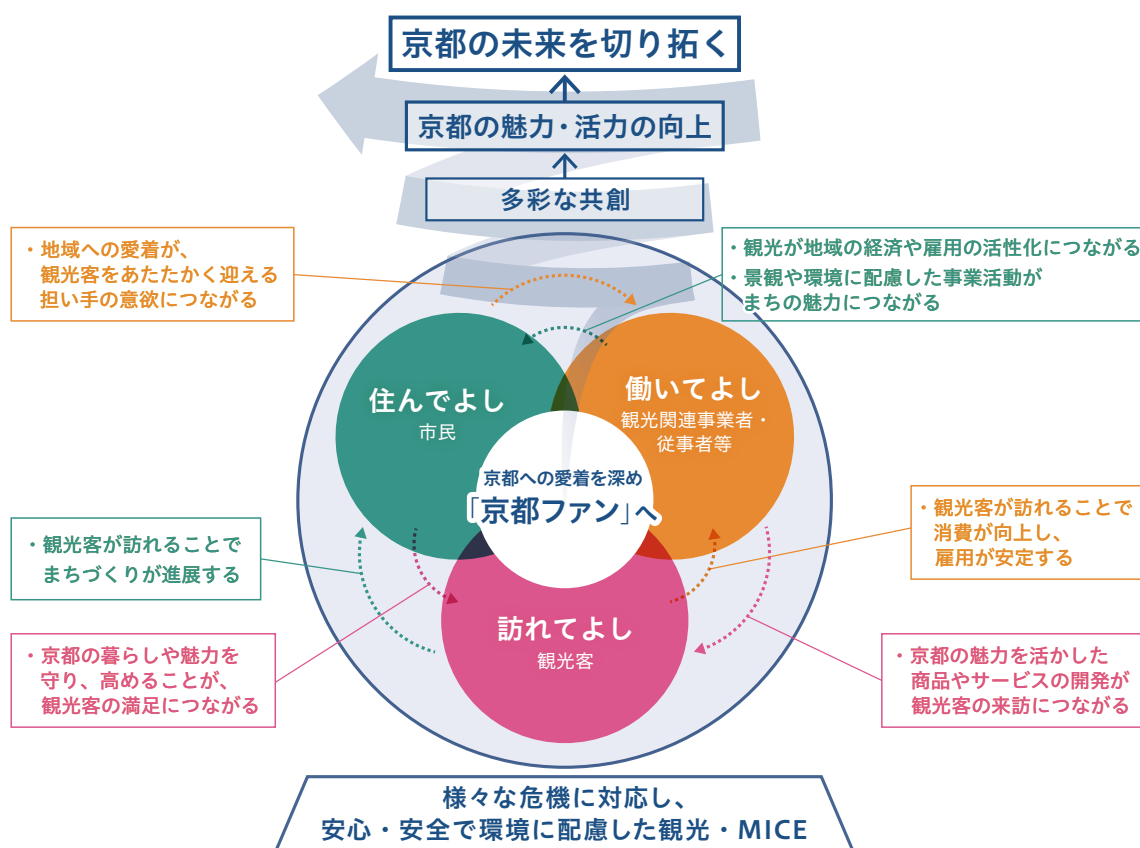 京都の未来を切り拓く
京都の魅力・活力の向上
多彩な共創
・地域への愛着が、
観光客をあたたかく迎える
担い手の意欲につながる
・観光が地域の経済や雇用の活性化につながる
・景観や環境に配慮した事業活動が
まちの魅力につながる
住んでよし
市民
働いてよし
観光関連事業者・
従事者等
京都への愛着を深め
「京都ファン」へ
・観光客が訪れることで
まちづくりが進展する
・観光客が訪れることで
消費が向上し、
雇用が安定する
訪れてよし
観光客
・京都の暮らしや魅力を
守り、高めることが、
観光客の満足につながる
・京都の魅力を活かした
商品やサービスの開発が
観光客の来訪につながる
様々な危機に対応し、
安心・安全で環境に配慮した観光・MICE